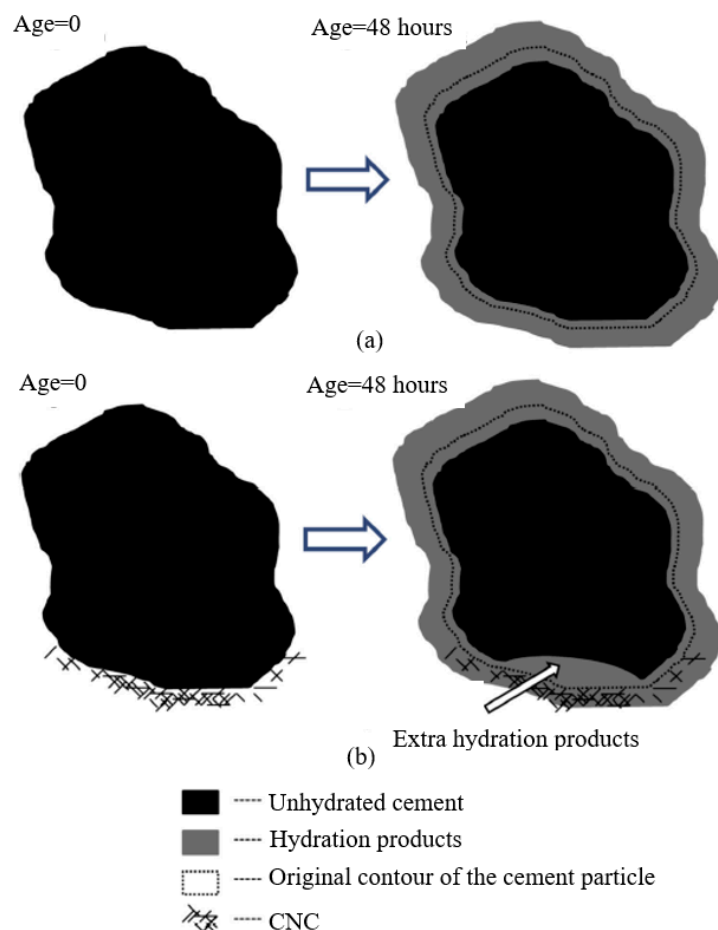 Age=0
Age=48 hours
(a)
Age=0
Age=48 hours
Extra hydration products
(b)
Unhydrated cement
Hydration products
Original contour of the cement particle
CNC